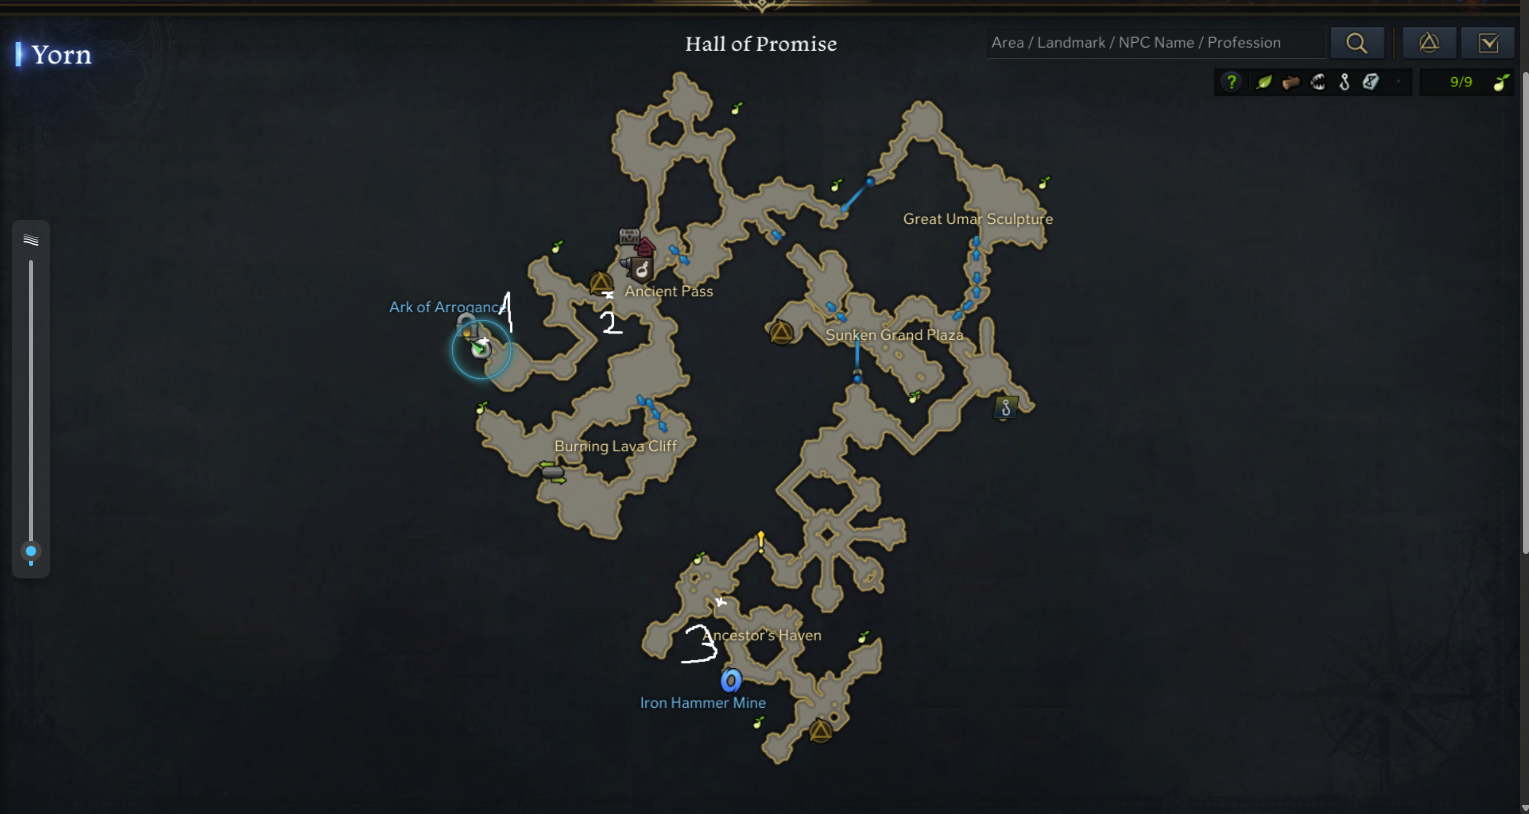 Yorn
Hall of Promise
Area / Landmark / NPC Name / Profession
?
9/9
Great Umar Sculpture
Ancient Pass
Ark of Arrogance
1
2
Sunken Grand Plaza
Burning Lava Cliff
!
3
Ancestor's Haven
Iron Hammer Mine